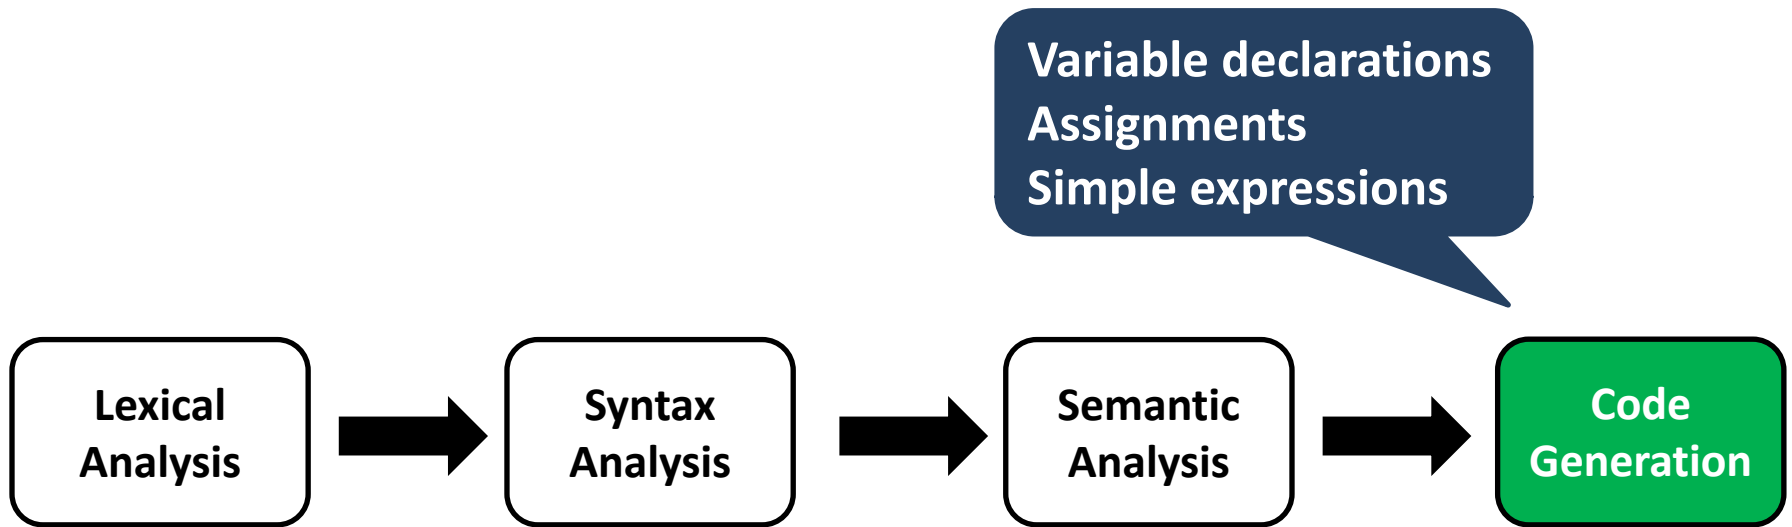 Variable declarations
Assignments
Simple expressions
Lexical
Analysis
Syntax
Analysis
Semantic
Analysis
Code
Generation